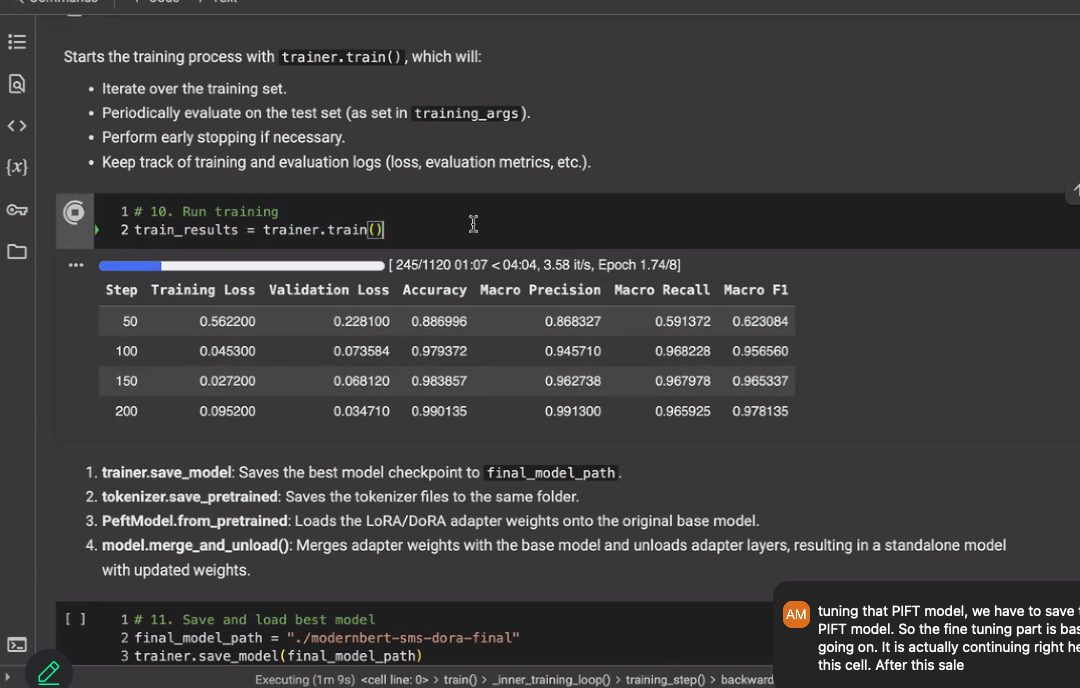 Commands + Code + Text
Starts the training process with trainer.train(), which will:
• Iterate over the training set.
• Periodically evaluate on the test set (as set in training_args).
• Perform early stopping if necessary.
• Keep track of training and evaluation logs (loss, evaluation metrics, etc.).
1 # 10. Run training
2 train_results = trainer.train()
[ 245/1120 01:07 < 04:04, 3.58 it/s, Epoch 1.74/8]
Step Training Loss Validation Loss Accuracy Macro Precision Macro Recall Macro F1
50 0.562200 0.228100 0.886996 0.868327 0.591372 0.623084
100 0.045300 0.073584 0.979372 0.945710 0.968228 0.956560
150 0.027200 0.068120 0.983857 0.962738 0.967978 0.965337
200 0.095200 0.034710 0.990135 0.991300 0.965925 0.978135
1. trainer.save_model: Saves the best model checkpoint to final_model_path.
2. tokenizer.save_pretrained: Saves the tokenizer files to the same folder.
3. PeftModel.from_pretrained: Loads the LoRA/DoRA adapter weights onto the original base model.
4. model.merge_and_unload(): Merges adapter weights with the base model and unloads adapter layers, resulting in a standalone model
with updated weights.
[ ] 1 # 11. Save and load best model
2 final_model_path = "./modernbert-sms-dora-final"
3 trainer.save_model(final_model_path)
AM
tuning that PIFT model, we have to save
PIFT model. So the fine tuning part is
going on. It is actually continuing right
this cell. After this sale
Executing (1m 9s) <cell line: 0> > train() > _inner_training_loop() > training_step() > backward